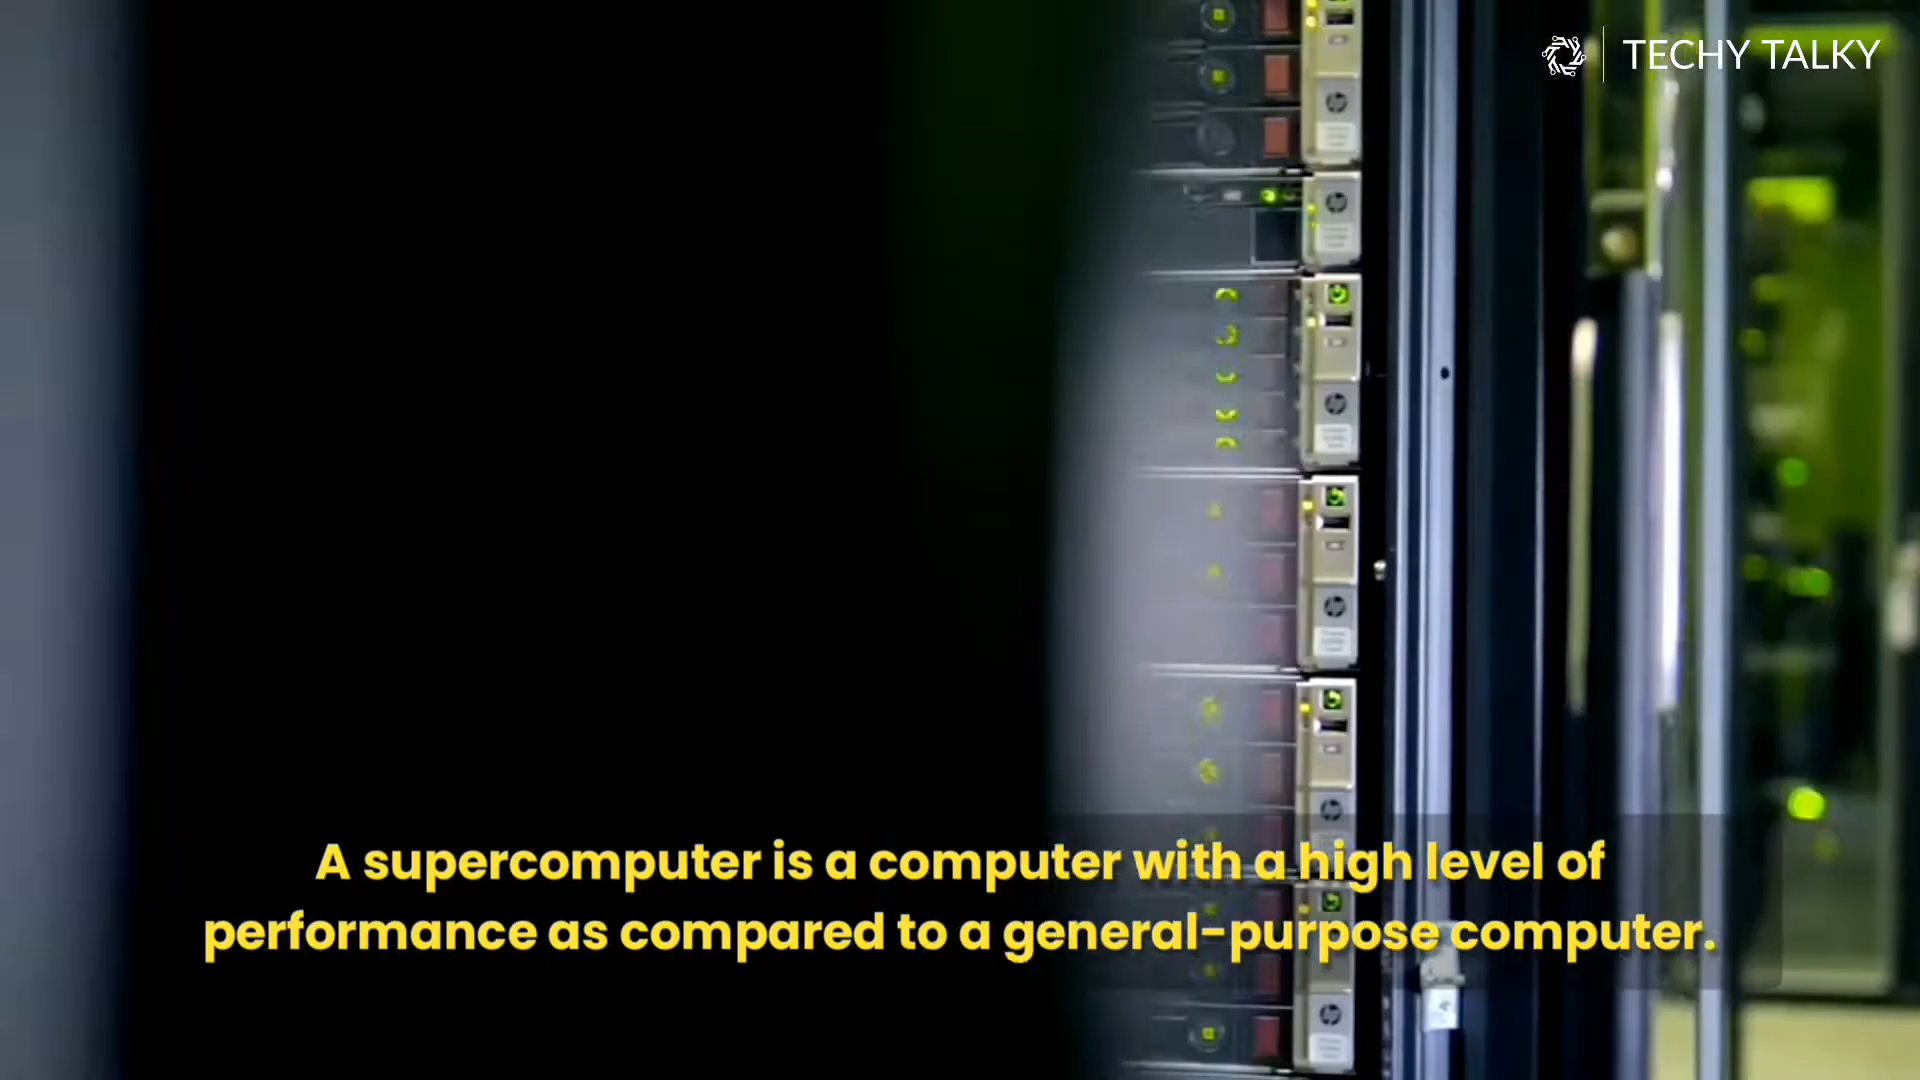 TECHY TALKY
A supercomputer is a computer with a high level of
performance as compared to a general-purpose computer.